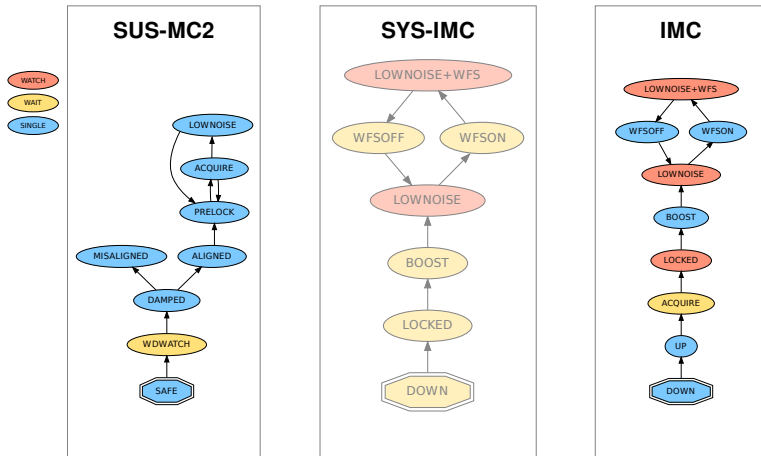 SUS-MC2
SYS-IMC
IMC
WATCH
WAIT
SINGLE
LOWNOISE
ACQUIRE
PRELOCK
MISALIGNED
ALIGNED
DAMPED
WDWATCH
SAFE
LOWNOISE+WFS
WFSOFF
WFSON
LOWNOISE
BOOST
LOCKED
DOWN
LOWNOISE+WFS
WFSOFF
WFSON
LOWNOISE
BOOST
LOCKED
ACQUIRE
UP
DOWN